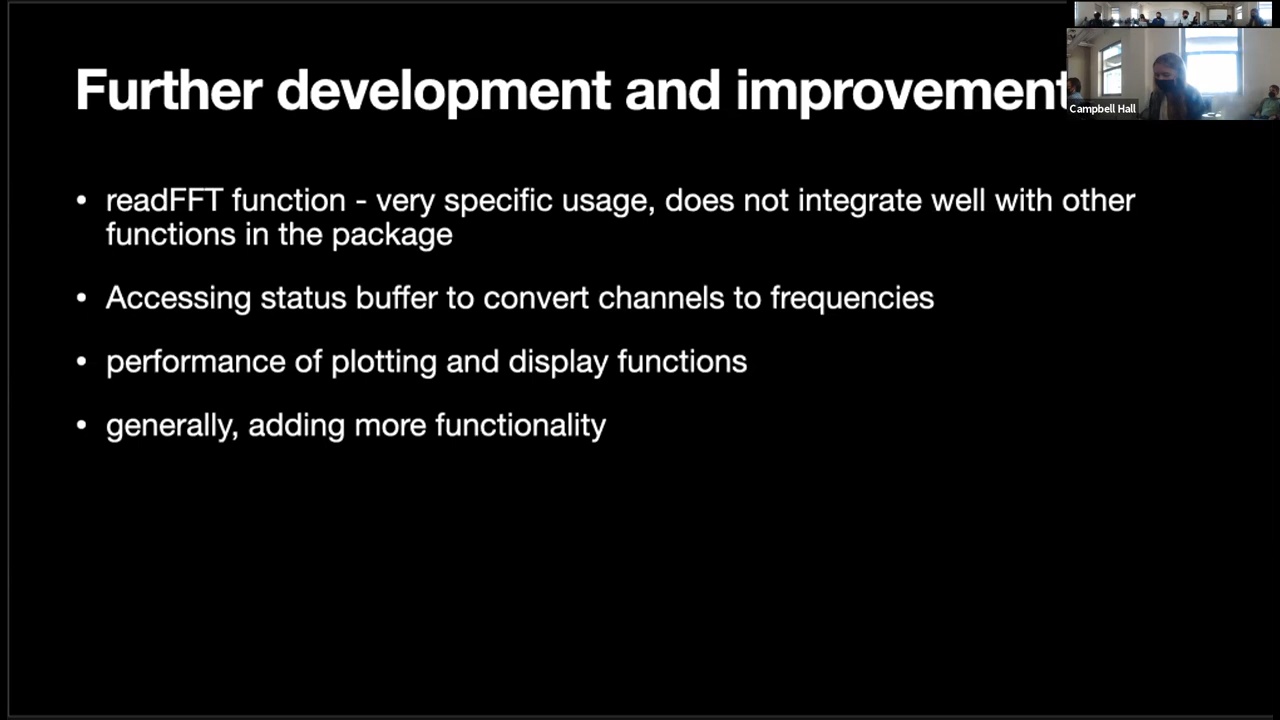 Further development and improvement
Campbell Hall
• readFFT function - very specific usage, does not integrate well with other
functions in the package
• Accessing status buffer to convert channels to frequencies
• performance of plotting and display functions
• generally, adding more functionality